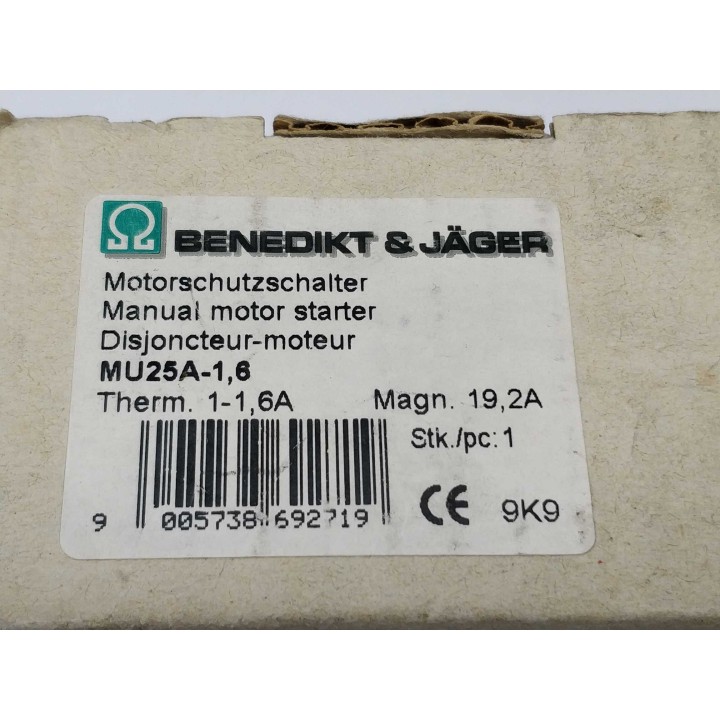 BENEDIKT & JÄGER
Motorschutzschalter
Manual motor starter
Disjoncteur-moteur
MU25A-1,6
Therm. 1-1,6A Magn. 19,2A
Stk./pc: 1
9 005738 692719
CE 9K9